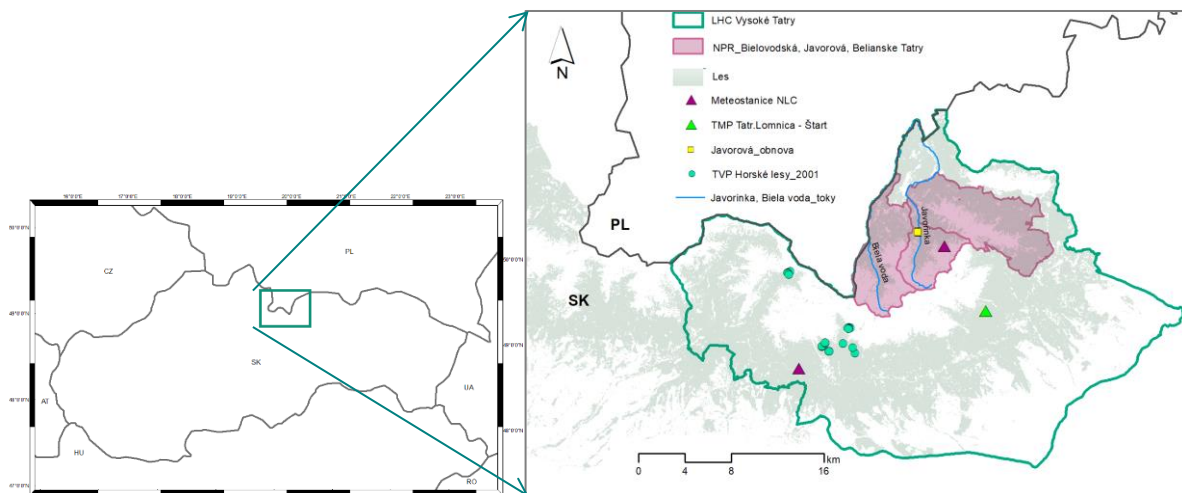 LHC Vysoké Tatry
NPR_Bielovodská, Javorová, Belianske Tatry
Les
Meteostanice NLC
TMP Tatr.Lomnica - Štart
Javorová_obnova
TVP Horské lesy_2001
Javorinka, Biela voda_toky
N
PL
SK
Javorinka
Biela voda
km
0 4 8 16
CZ
PL
SK
UA
AT
HU
RO